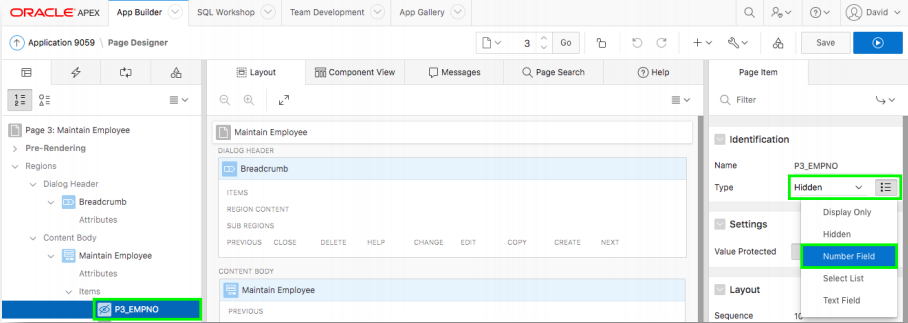 ORACLE APEX App Builder SQL Workshop Team Development App Gallery David
Application 9059 \ Page Designer 3 Go Save
Layout Component View Messages Page Search Help Page Item
Filter
Page 3: Maintain Employee
Pre-Rendering
Regions
Dialog Header
Breadcrumb
Attributes
Content Body
Maintain Employee
Attributes
Items
P3_EMPNO
Maintain Employee
DIALOG HEADER
Breadcrumb
ITEMS
REGION CONTENT
SUB REGIONS
PREVIOUS CLOSE DELETE HELP CHANGE EDIT COPY CREATE NEXT
CONTENT BODY
Maintain Employee
PREVIOUS
Identification
Name P3_EMPNO
Type Hidden
Display Only
Hidden
Number Field
Select List
Text Field
Settings
Value Protected
Layout
Sequence 10